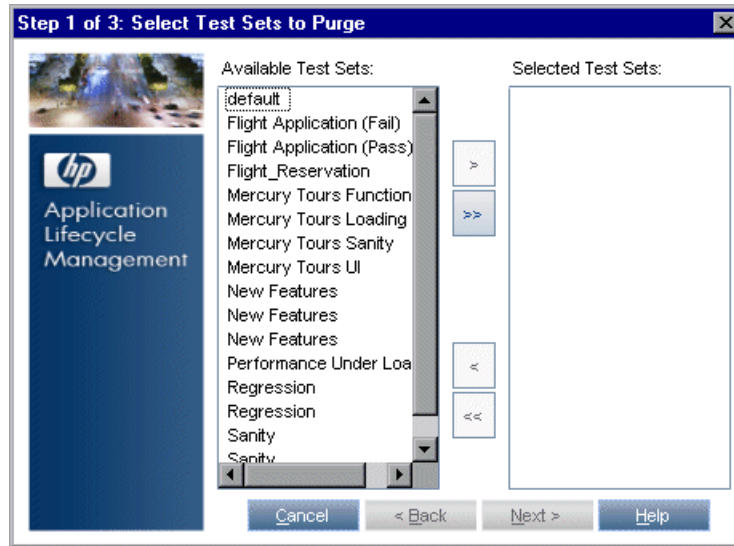 Step 1 of 3: Select Test Sets to Purge
Available Test Sets:
Selected Test Sets:
default
Flight Application (Fail)
Flight Application (Pass)
Flight_Reservation
Mercury Tours Function
Mercury Tours Loading
Mercury Tours Sanity
Mercury Tours UI
New Features
New Features
New Features
Performance Under Loa
Regression
Regression
Sanity
Sanity
>
>>
<
<<
hp
Application
Lifecycle
Management
Cancel
< Back
Next >
Help